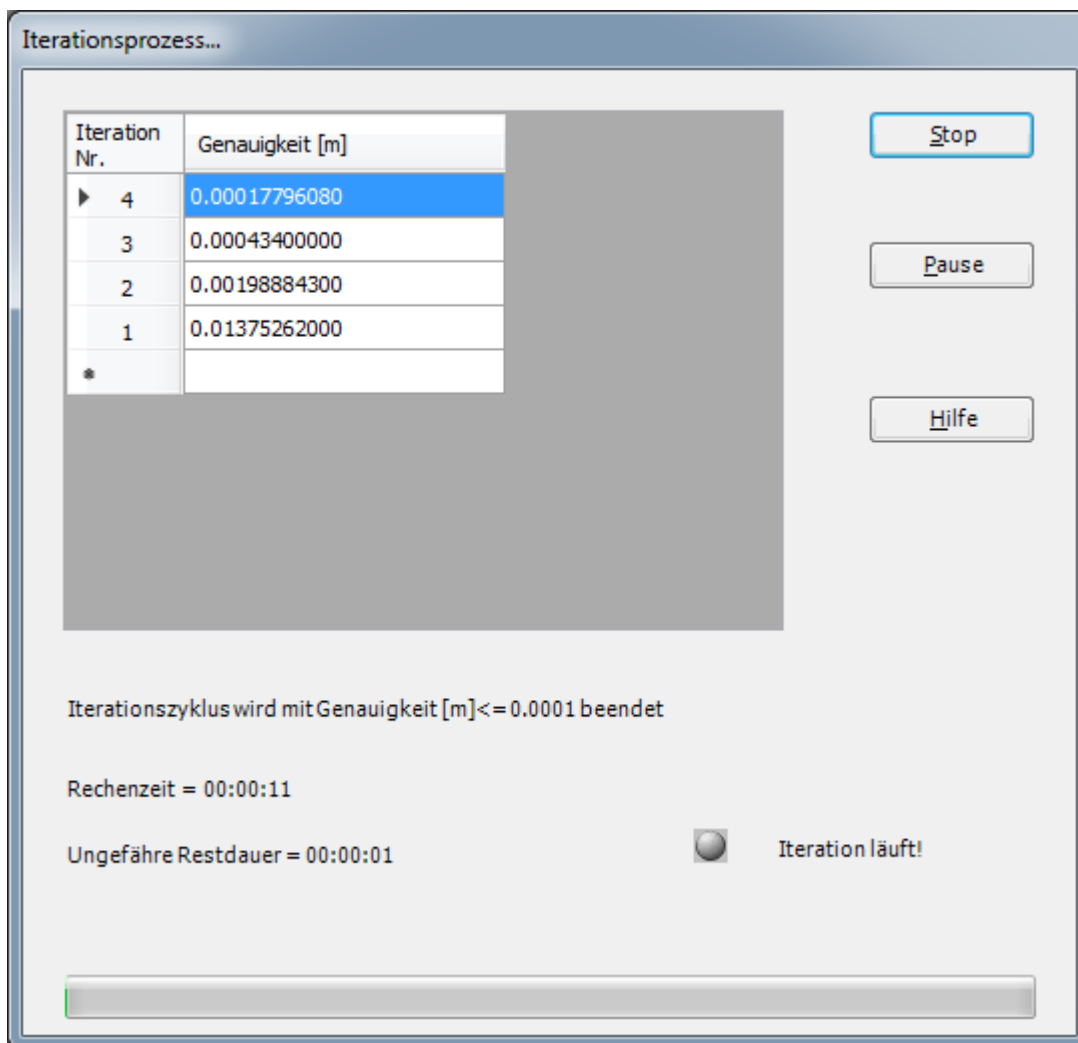 Iterationsprozess...
Iteration
Nr.
Genauigkeit [m]
4 0.00017796080
3 0.00043400000
2 0.00198884300
1 0.01375262000
*
Stop
Pause
Hilfe
Iterationszyklus wird mit Genauigkeit [m]<=0.0001 beendet
Rechenzeit = 00:00:11
Ungefähre Restdauer = 00:00:01
Iteration läuft!